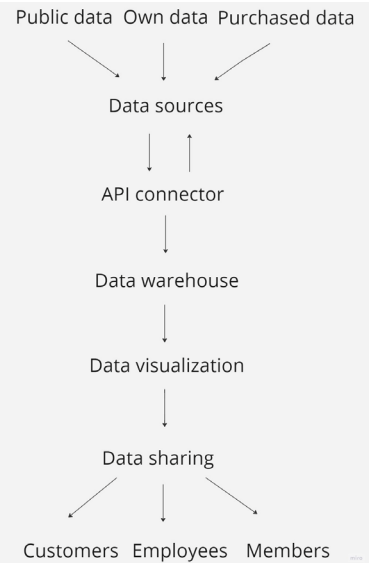 Public data Own data Purchased data
Data sources
API connector
Data warehouse
Data visualization
Data sharing
Customers Employees Members